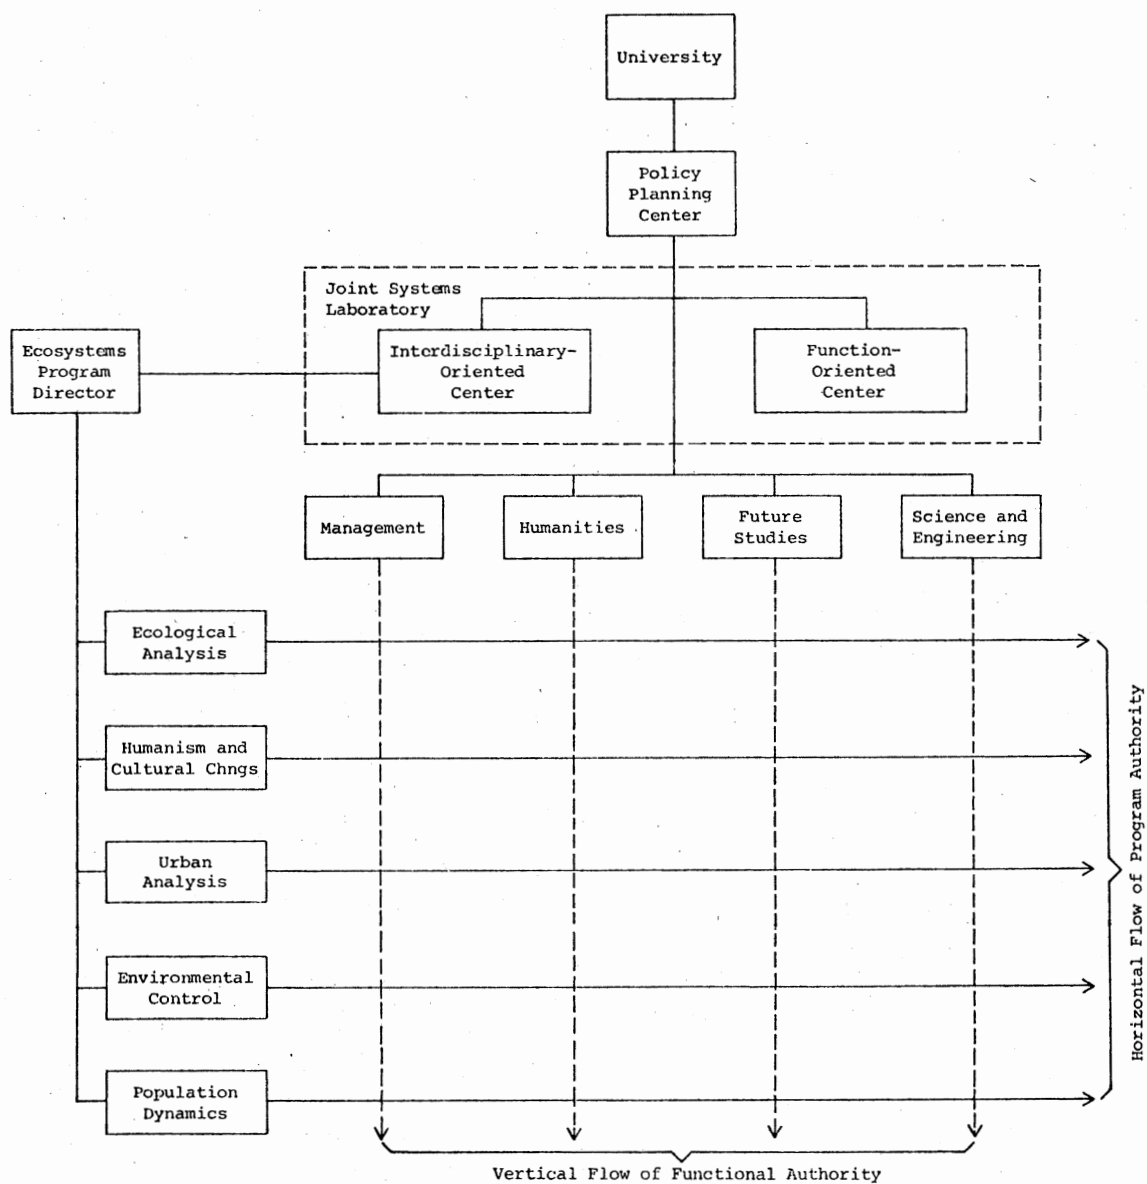 University
Policy
Planning
Center
Joint Systems
Laboratory
Ecosystems
Program
Director
Interdisciplinary-
Oriented
Center
Function-
Oriented
Center
Management
Humanities
Future
Studies
Science and
Engineering
Ecological
Analysis
Humanism and
Cultural Chngs
Urban
Analysis
Environmental
Control
Population
Dynamics
Horizontal Flow of Program Authority
Vertical Flow of Functional Authority